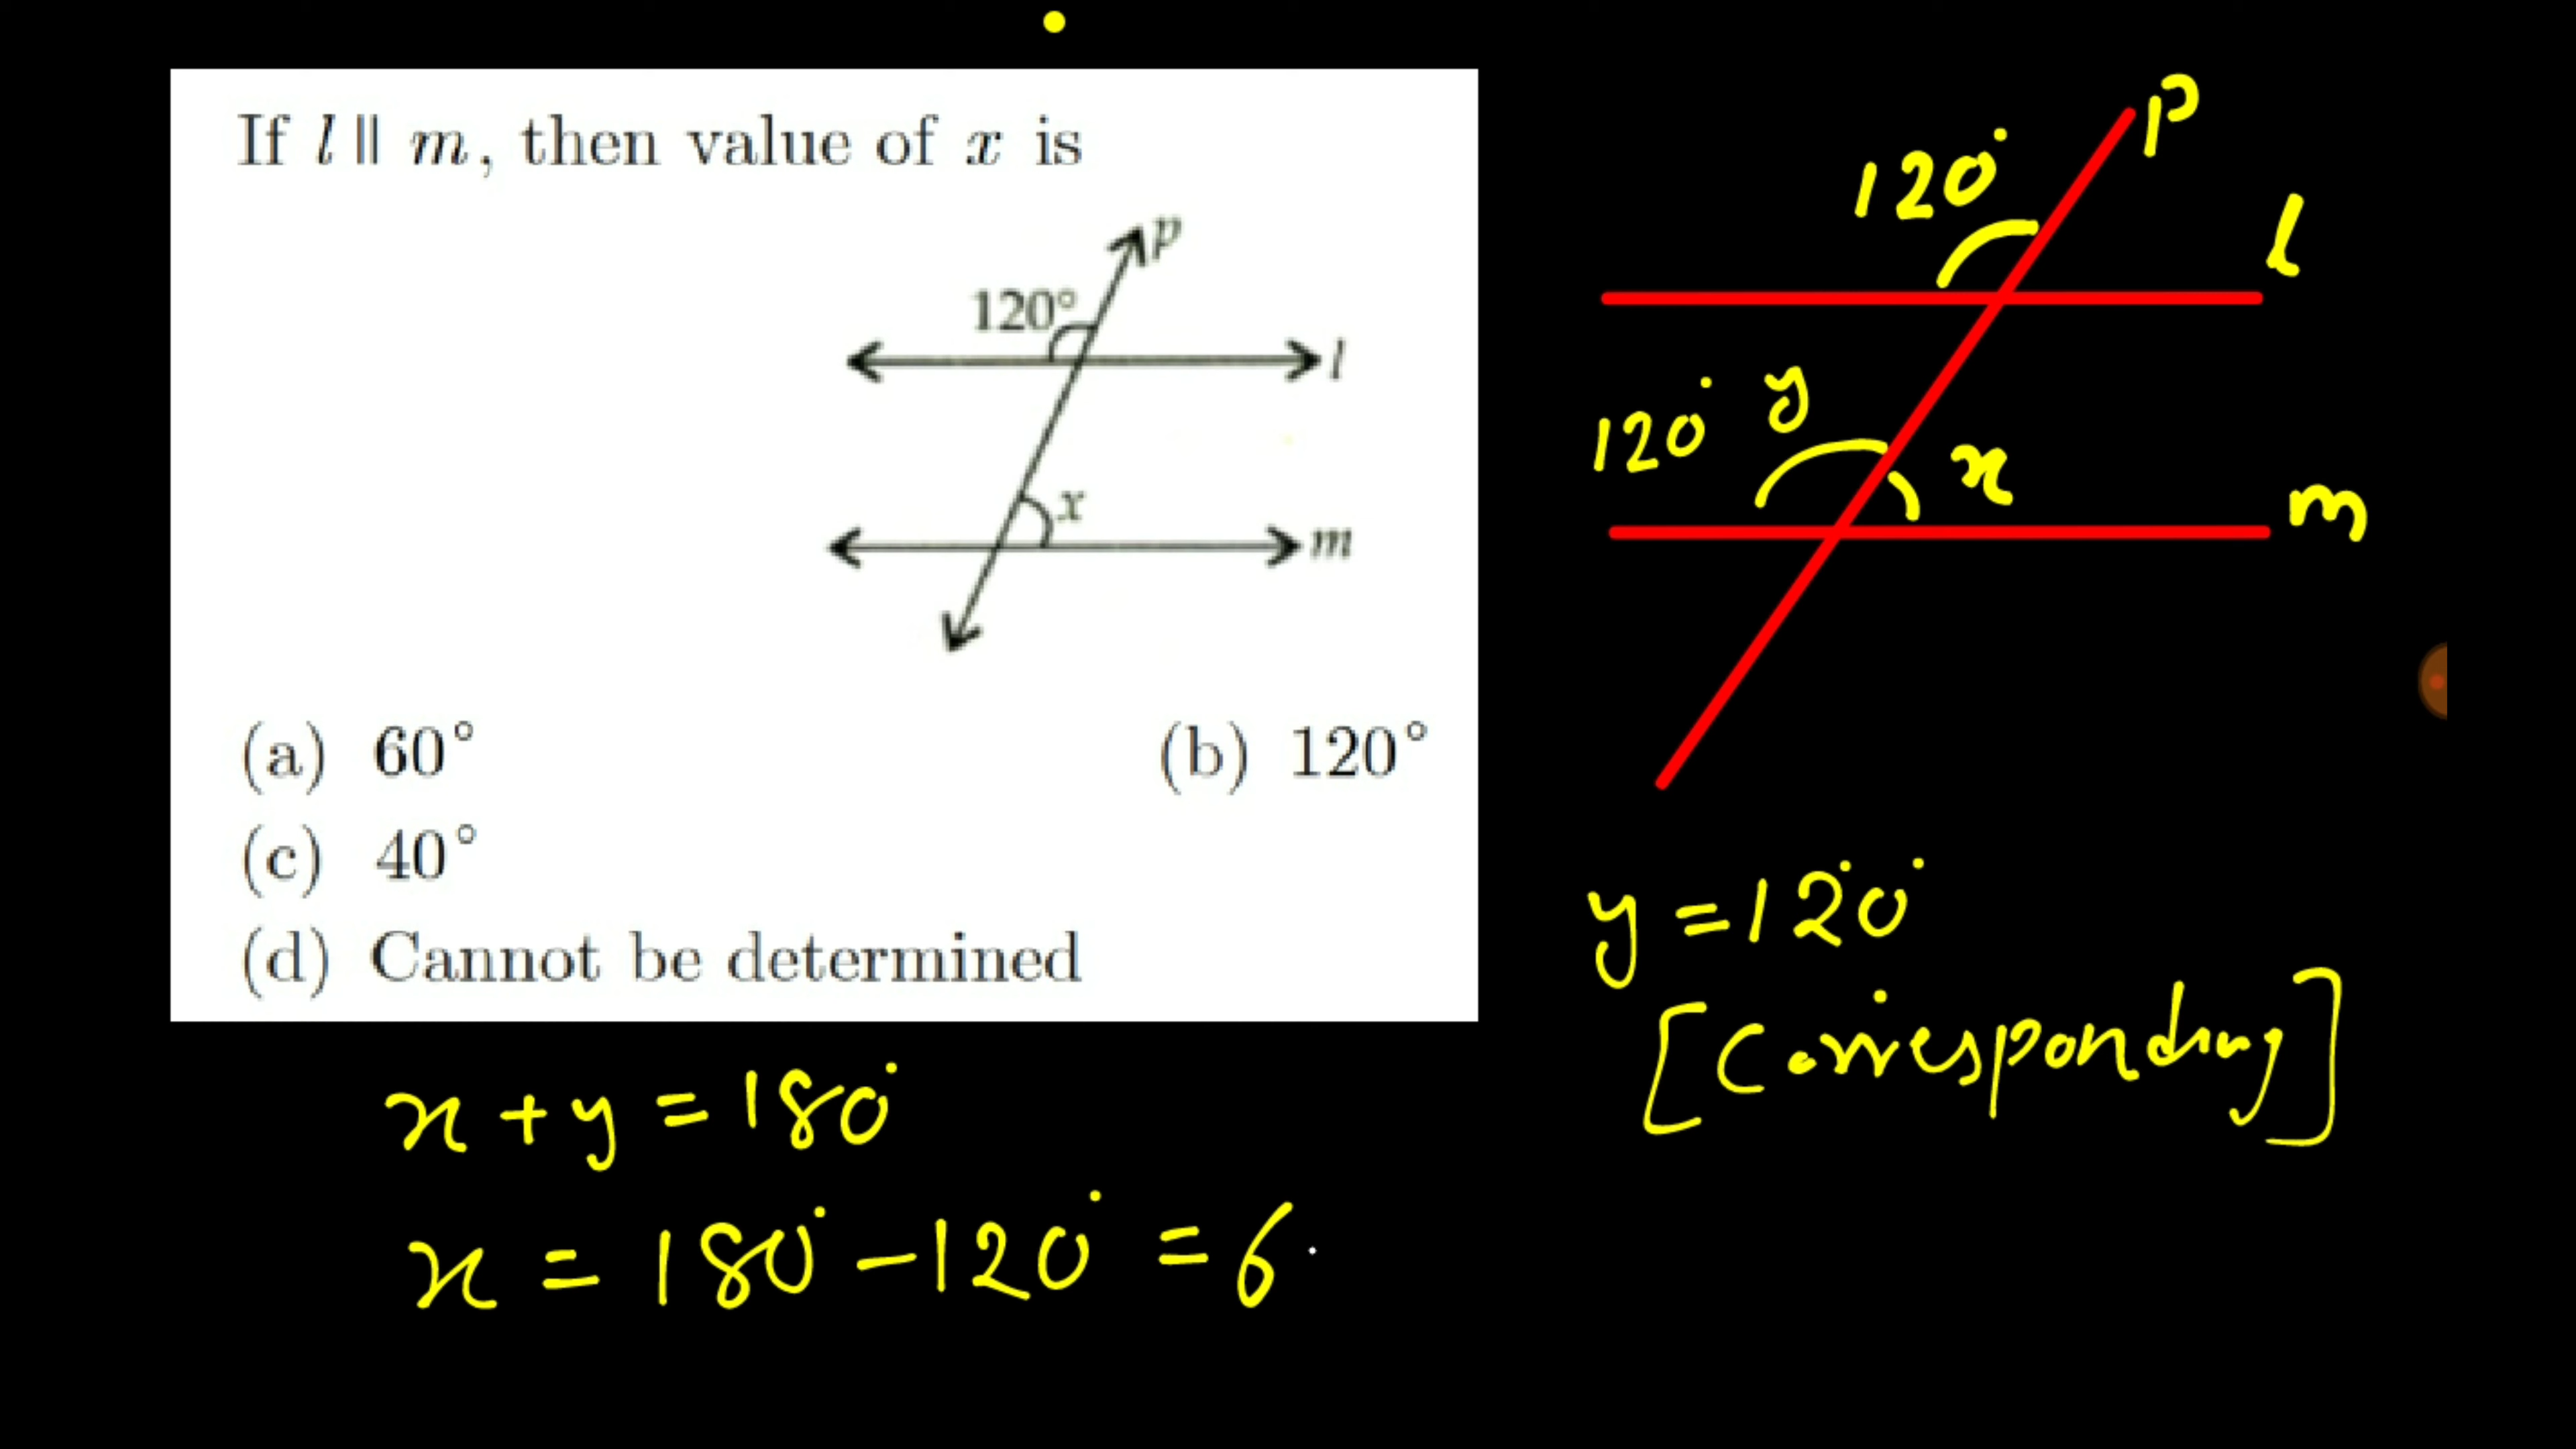 If l ∥ m, then value of x is
p
120°
l
x
m
(a) 60°
(b) 120°
(c) 40°
(d) Cannot be determined
p
120°
l
120° y
x
m
y = 120°
[Corresponding]
x + y = 180°
x = 180° - 120° = 6